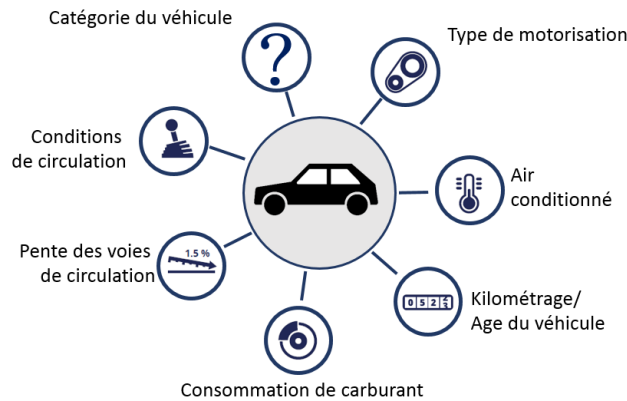 Catégorie du véhicule
?
Type de motorisation
Conditions
de circulation
Air
conditionné
Pente des voies
de circulation
1.5 %
0 5 2
Kilométrage/
Age du véhicule
Consommation de carburant